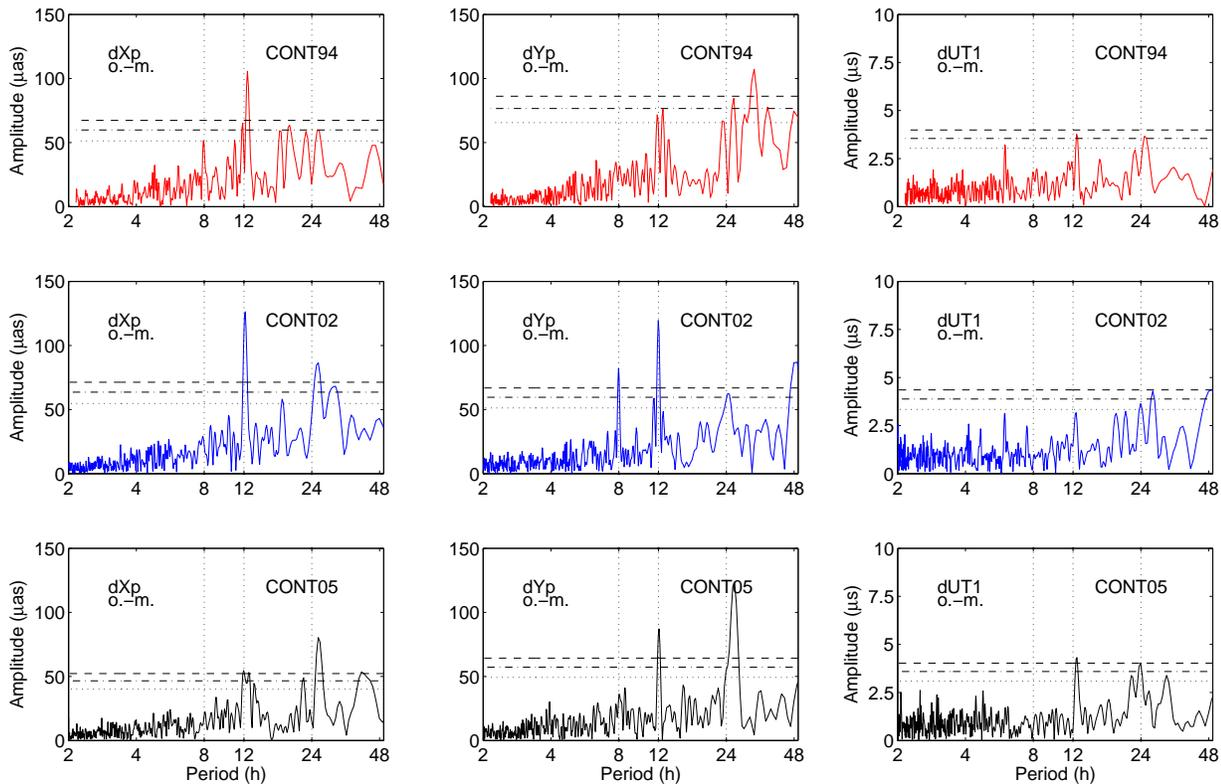 150
100
50
0
Amplitude (μas)
dXp
o.−m.
CONT94
2
4
8
12
24
48
150
100
50
0
dYp
o.−m.
CONT94
2
4
8
12
24
48
10
7.5
5
2.5
0
Amplitude (μs)
dUT1
o.−m.
CONT94
2
4
8
12
24
48
150
100
50
0
Amplitude (μas)
dXp
o.−m.
CONT02
2
4
8
12
24
48
150
100
50
0
dYp
o.−m.
CONT02
2
4
8
12
24
48
10
7.5
5
2.5
0
Amplitude (μs)
dUT1
o.−m.
CONT02
2
4
8
12
24
48
150
100
50
0
Amplitude (μas)
dXp
o.−m.
CONT05
2
4
8
12
24
48
Period (h)
150
100
50
0
dYp
o.−m.
CONT05
2
4
8
12
24
48
Period (h)
10
7.5
5
2.5
0
Amplitude (μs)
dUT1
o.−m.
CONT05
2
4
8
12
24
48
Period (h)